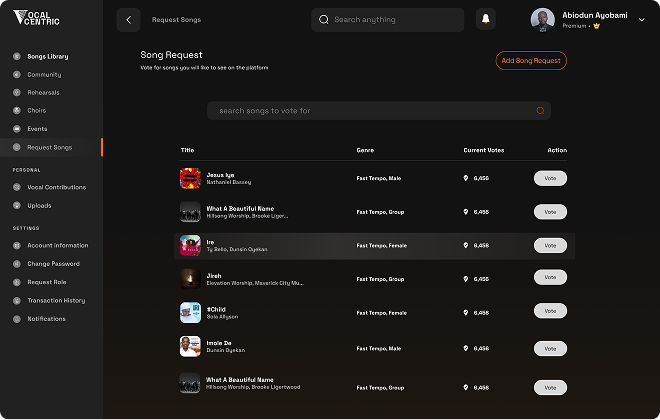 VOCAL
CENTRIC
Request Songs
Search anything
Abiodun Ayobami
Premium •
Songs Library
Community
Rehearsals
Choirs
Events
Request Songs
PERSONAL
Vocal Contributions
Uploads
SETTINGS
Account information
Change Password
Request Role
Transaction History
Notifications
Song Request
Vote for songs you will like to see on the platform
Add Song Request
search songs to vote for
Title Genre Current Votes Action
Jesus Iye
Nathaniel Bassey
Fast Tempo, Male 6,456 Vote
What A Beautiful Name
Hillsong Worship, Brooke Liger...
Fast Tempo, Group 6,456 Vote
Ire
Ty Bello, Dunsin Oyekan
Fast Tempo, Female 6,456 Vote
Jireh
Elevation Worship, Maverick City Mu...
Fast Tempo, Group 6,456 Vote
#Child
Sola Allyson
Fast Tempo, Female 6,456 Vote
Imole De
Dunsin Oyekan
Fast Tempo, Male 6,456 Vote
What A Beautiful Name
Hillsong Worship, Brooke Ligertwood
Fast Tempo, Group 6,456 Vote